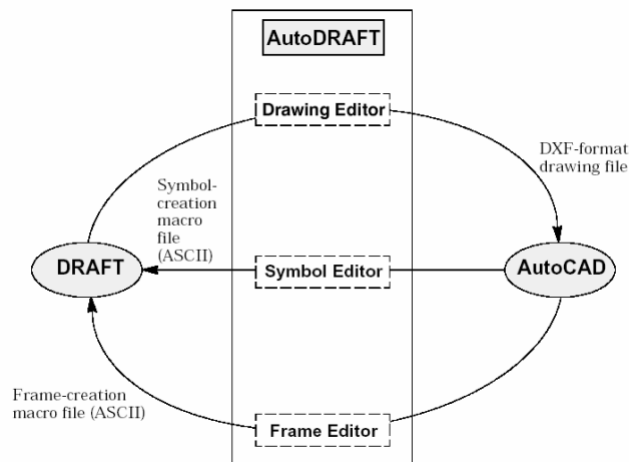 AutoDRAFT
Drawing Editor
DXF-format
drawing file
Symbol-
creation
macro
file
(ASCII)
DRAFT
Symbol Editor
AutoCAD
Frame-creation
macro file (ASCII)
Frame Editor